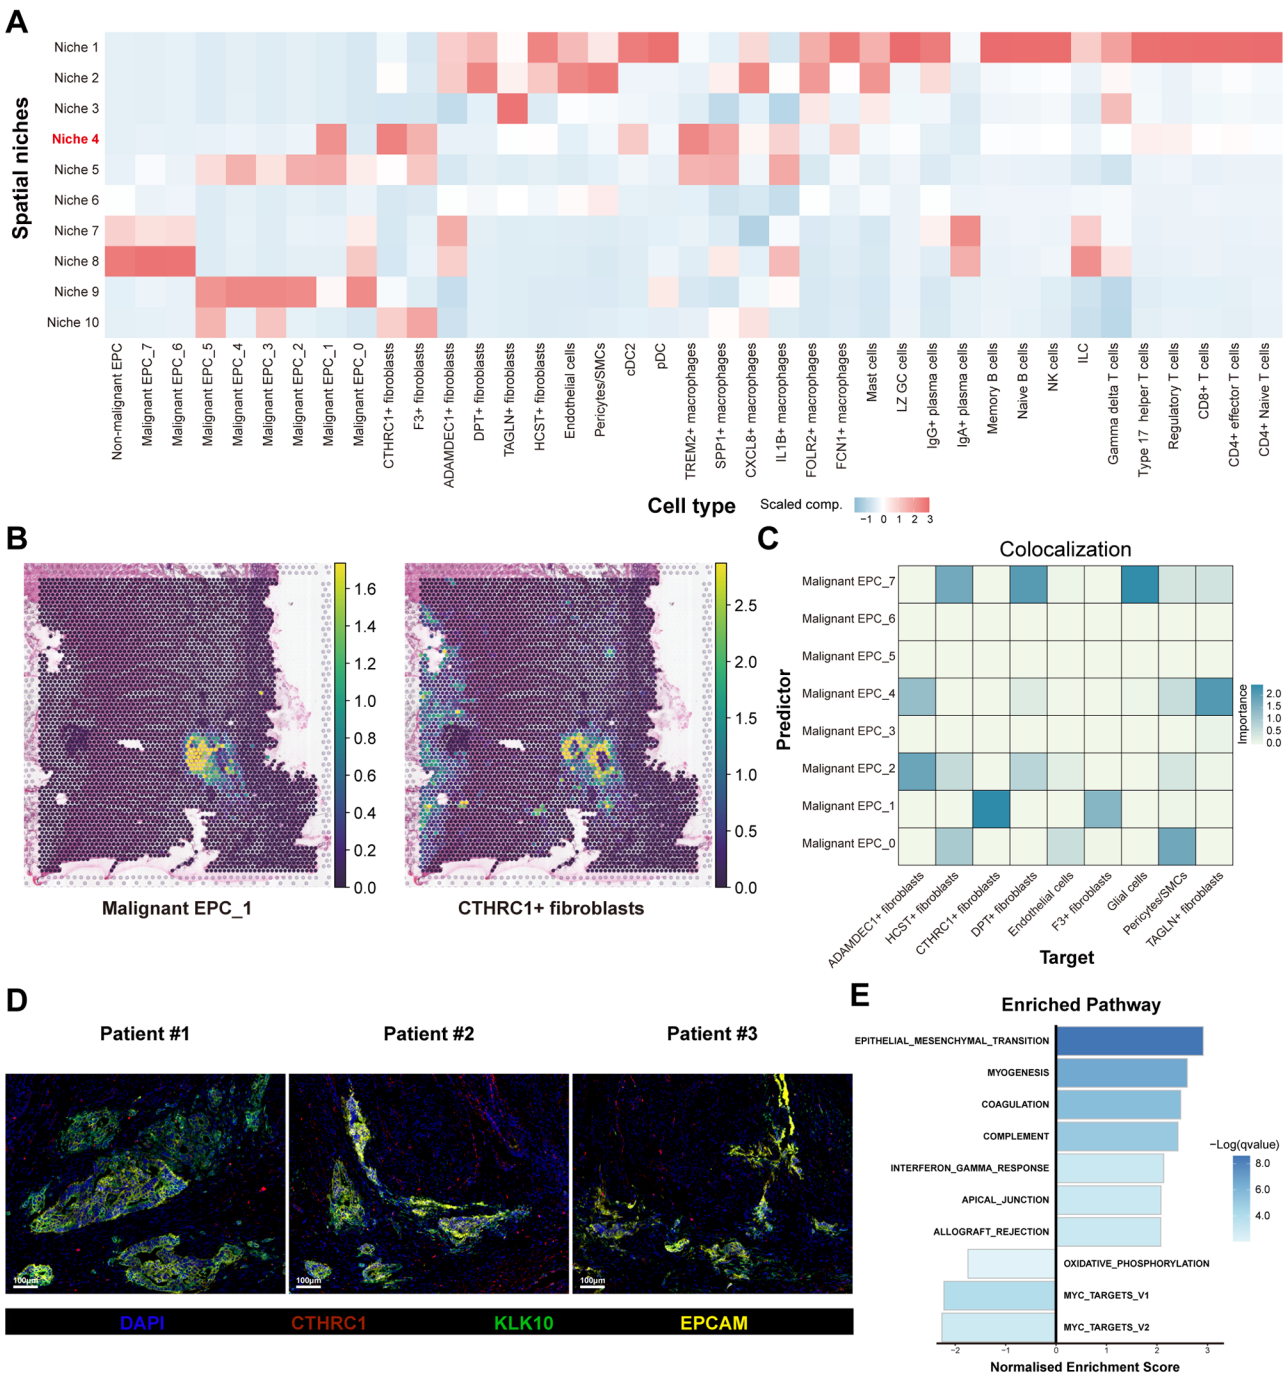 A
Spatial niches
Niche 1
Niche 2
Niche 3
Niche 4
Niche 5
Niche 6
Niche 7
Niche 8
Niche 9
Niche 10
Non-malignant EPC
Malignant EPC_7
Malignant EPC_6
Malignant EPC_5
Malignant EPC_4
Malignant EPC_3
Malignant EPC_2
Malignant EPC_1
Malignant EPC_0
CTHRC1+ fibroblasts
F3+ fibroblasts
ADAMDEC1+ fibroblasts
DPT+ fibroblasts
TAGLN+ fibroblasts
HCST+ fibroblasts
Endothelial cells
Pericytes/SMCs
cDC2
pDC
TREM2+ macrophages
SPP1+ macrophages
CXCL8+ macrophages
IL1B+ macrophages
FOLR2+ macrophages
FCN1+ macrophages
Mast cells
LZ GC cells
IgG+ plasma cells
IgA+ plasma cells
Memory B cells
Naive B cells
NK cells
ILC
Gamma delta T cells
Type 17 helper T cells
Regulatory T cells
CD8+ T cells
CD4+ effector T cells
CD4+ Naive T cells
Cell type
Scaled comp.
−1 0 1 2 3
B
1.6
1.4
1.2
1.0
0.8
0.6
0.4
0.2
0.0
Malignant EPC_1
2.5
2.0
1.5
1.0
0.5
0.0
CTHRC1+ fibroblasts
C
Colocalization
Predictor
Malignant EPC_7
Malignant EPC_6
Malignant EPC_5
Malignant EPC_4
Malignant EPC_3
Malignant EPC_2
Malignant EPC_1
Malignant EPC_0
ADAMDEC1+ fibroblasts
HCST+ fibroblasts
CTHRC1+ fibroblasts
DPT+ fibroblasts
Endothelial cells
F3+ fibroblasts
Glial cells
Pericytes/SMCs
TAGLN+ fibroblasts
Target
Importance
2.0
1.5
1.0
0.5
0.0
D
Patient #1
Patient #2
Patient #3
100μm
100μm
100μm
DAPI CTHRC1 KLK10 EPCAM
E
Enriched Pathway
EPITHELIAL_MESENCHYMAL_TRANSITION
MYOGENESIS
COAGULATION
COMPLEMENT
INTERFERON_GAMMA_RESPONSE
APICAL_JUNCTION
ALLOGRAFT_REJECTION
OXIDATIVE_PHOSPHORYLATION
MYC_TARGETS_V1
MYC_TARGETS_V2
−2 −1 0 1 2 3
Normalised Enrichment Score
−Log(qvalue)
8.0
6.0
4.0